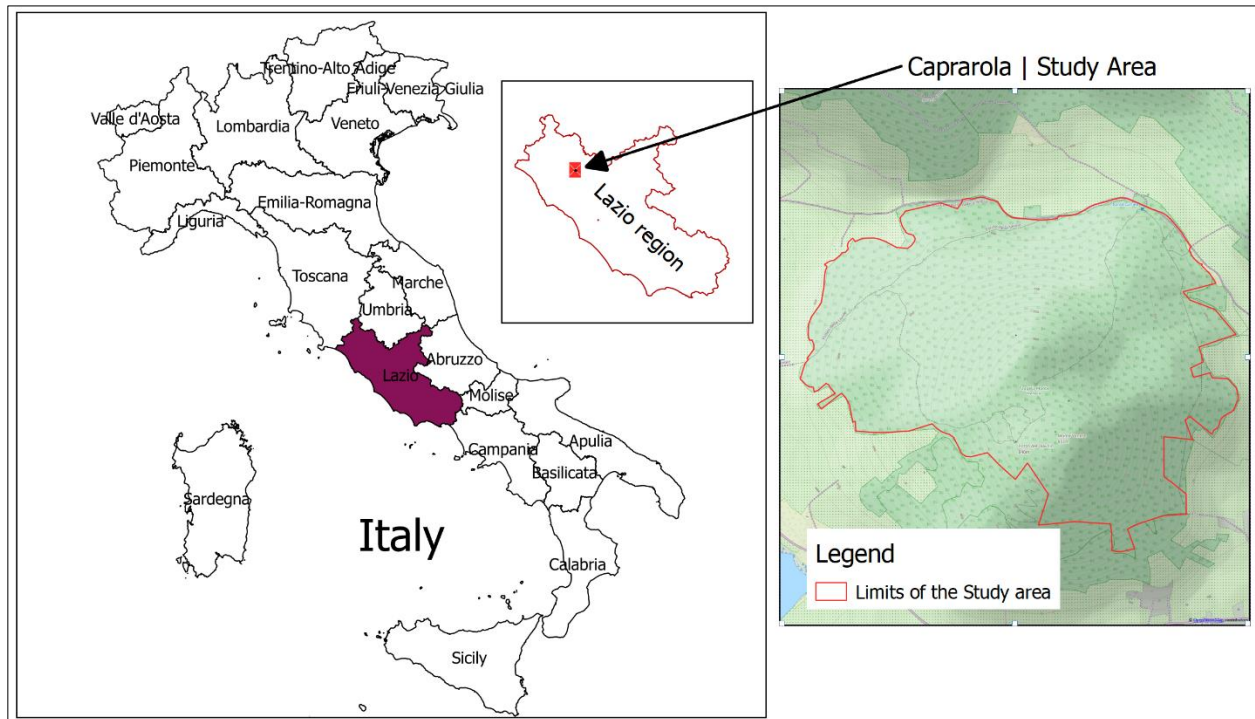 Trentino-Alto Adige
Friuli-Venezia Giulia
Valle d'Aosta
Lombardia
Veneto
Piemonte
Emilia-Romagna
Liguria
Toscana
Marche
Umbria
Abruzzo
Lazio
Molise
Campania
Apulia
Basilicata
Sardegna
Italy
Calabria
Sicily
Lazio region
Caprarola | Study Area
Legend
Limits of the Study area